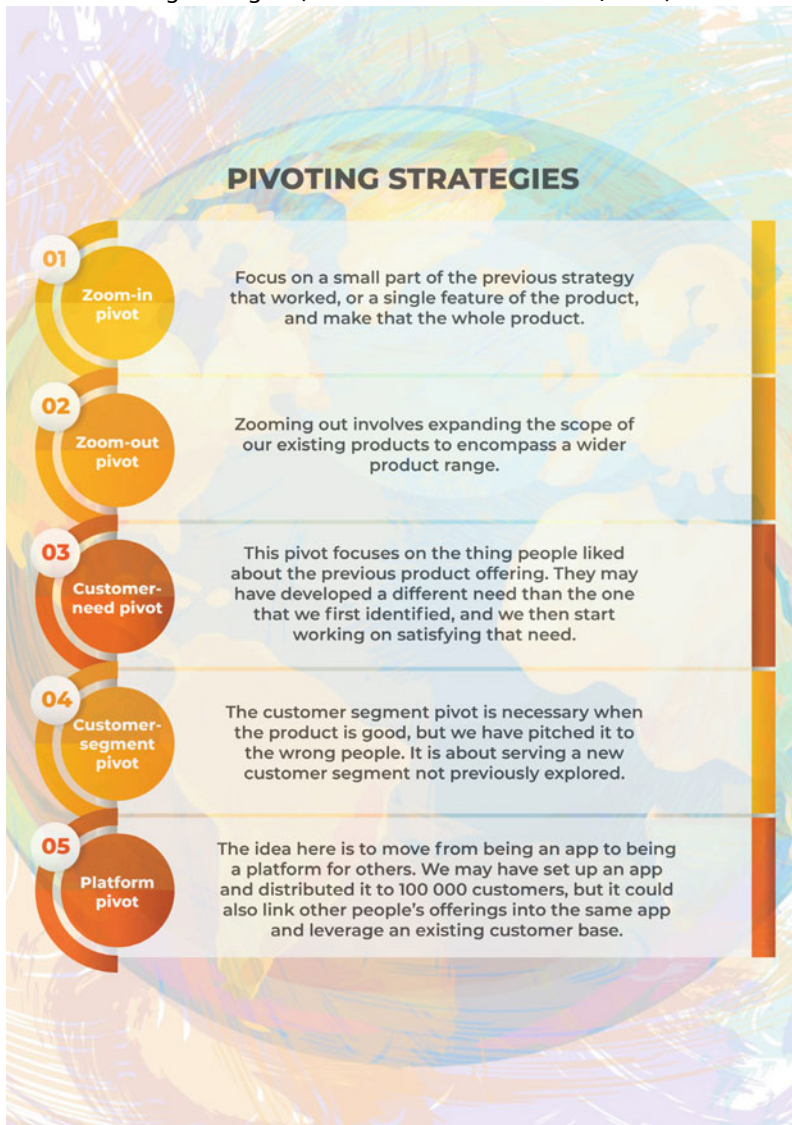 PIVOTING STRATEGIES
01
Zoom-in
pivot
Focus on a small part of the previous strategy
that worked, or a single feature of the product,
and make that the whole product.
02
Zoom-out
pivot
Zooming out involves expanding the scope of
our existing products to encompass a wider
product range.
03
Customer-
need pivot
This pivot focuses on the thing people liked
about the previous product offering. They may
have developed a different need than the one
that we first identified, and we then start
working on satisfying that need.
04
Customer-
segment
pivot
The customer segment pivot is necessary when
the product is good, but we have pitched it to
the wrong people. It is about serving a new
customer segment not previously explored.
05
Platform
pivot
The idea here is to move from being an app to being
a platform for others. We may have set up an app
and distributed it to 100 000 customers, but it could
also link other people's offerings into the same app
and leverage an existing customer base.